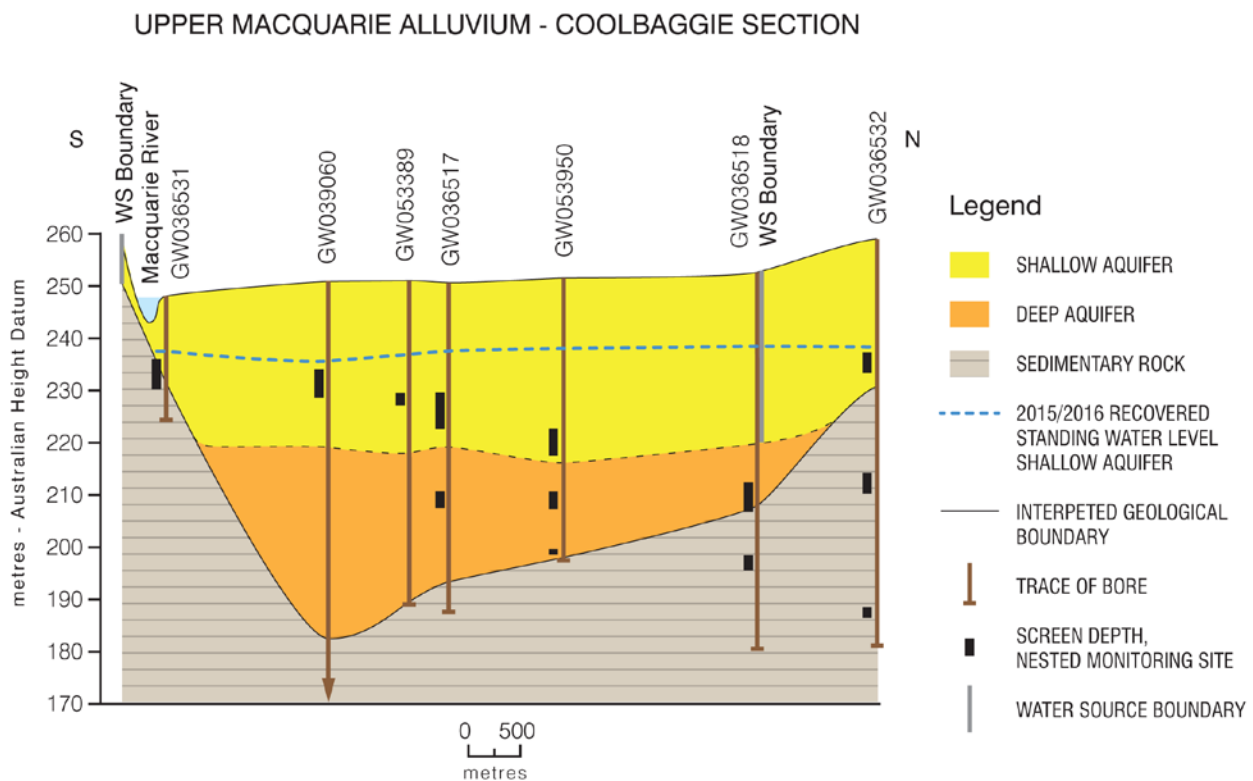 UPPER MACQUARIE ALLUVIUM - COOLBAGGIE SECTION
S
WS Boundary
Macquarie River
GW036531
GW039060
GW053389
GW036517
GW053950
GW036518
WS Boundary
GW036532
N
metres - Australian Height Datum
260
250
240
230
220
210
200
190
180
170
0 500
metres
Legend
SHALLOW AQUIFER
DEEP AQUIFER
SEDIMENTARY ROCK
2015/2016 RECOVERED
STANDING WATER LEVEL
SHALLOW AQUIFER
INTERPETED GEOLOGICAL
BOUNDARY
TRACE OF BORE
SCREEN DEPTH,
NESTED MONITORING SITE
WATER SOURCE BOUNDARY